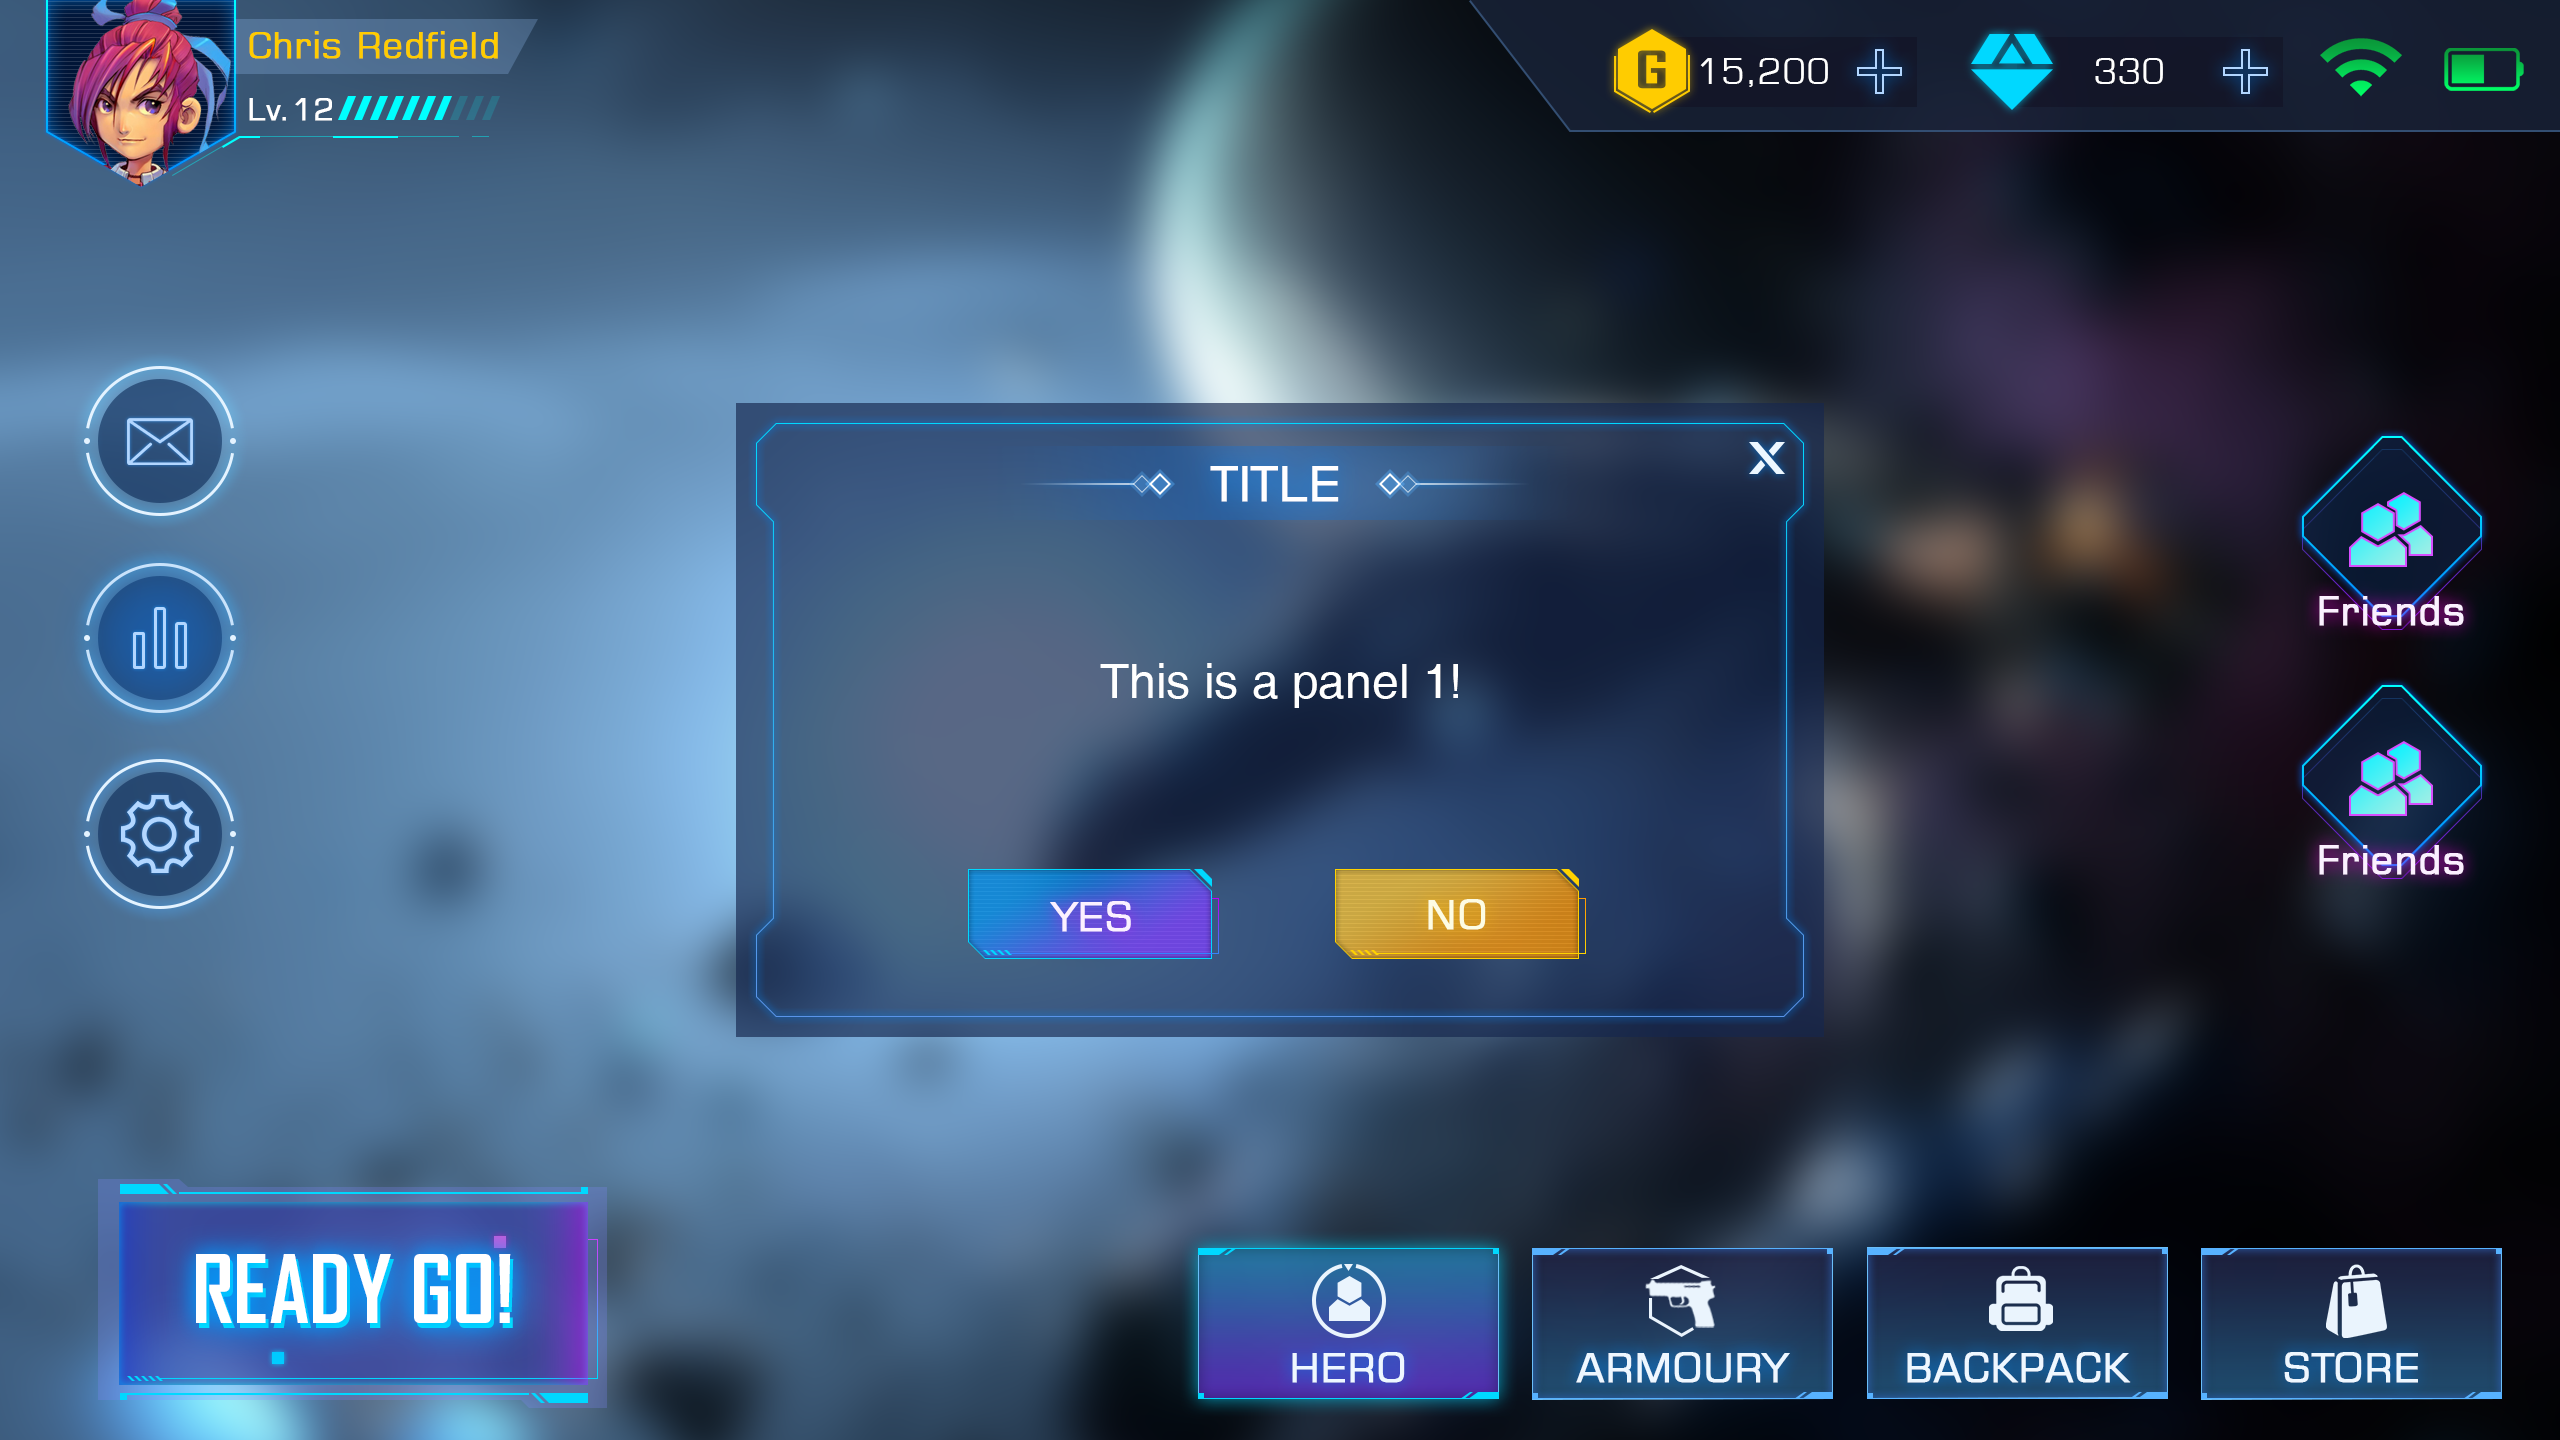 Chris Redfield
Lv.12
G 15,200
330
TITLE
X
This is a panel 1!
YES
NO
Friends
Friends
READY GO!
HERO
ARMOURY
BACKPACK
STORE